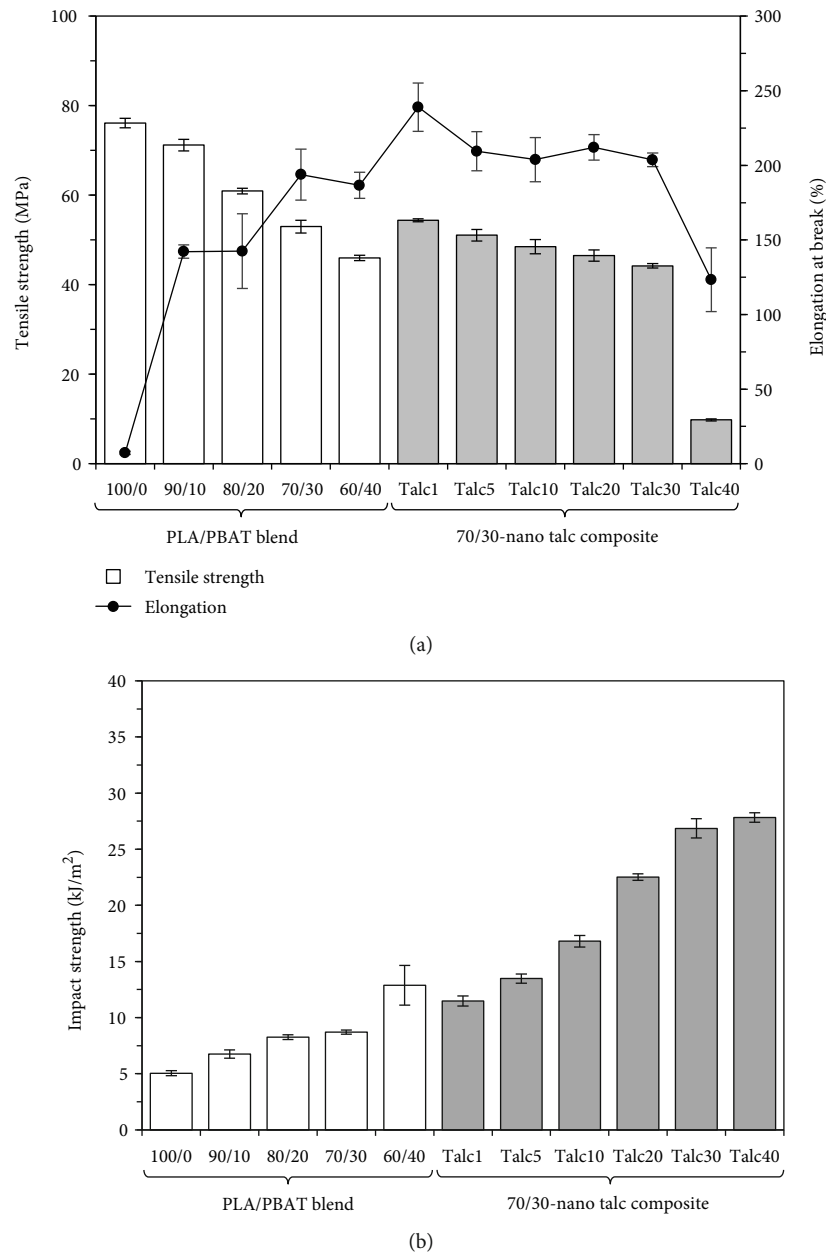 100
80
60
40
20
0
Tensile strength (MPa)
300
250
200
150
100
50
0
Elongation at break (%)
100/0 90/10 80/20 70/30 60/40 Talc1 Talc5 Talc10 Talc20 Talc30 Talc40
PLA/PBAT blend 70/30-nano talc composite
Tensile strength
Elongation
(a)
40
35
30
25
20
15
10
5
0
Impact strength (kJ/m²)
100/0 90/10 80/20 70/30 60/40 Talc1 Talc5 Talc10 Talc20 Talc30 Talc40
PLA/PBAT blend 70/30-nano talc composite
(b)